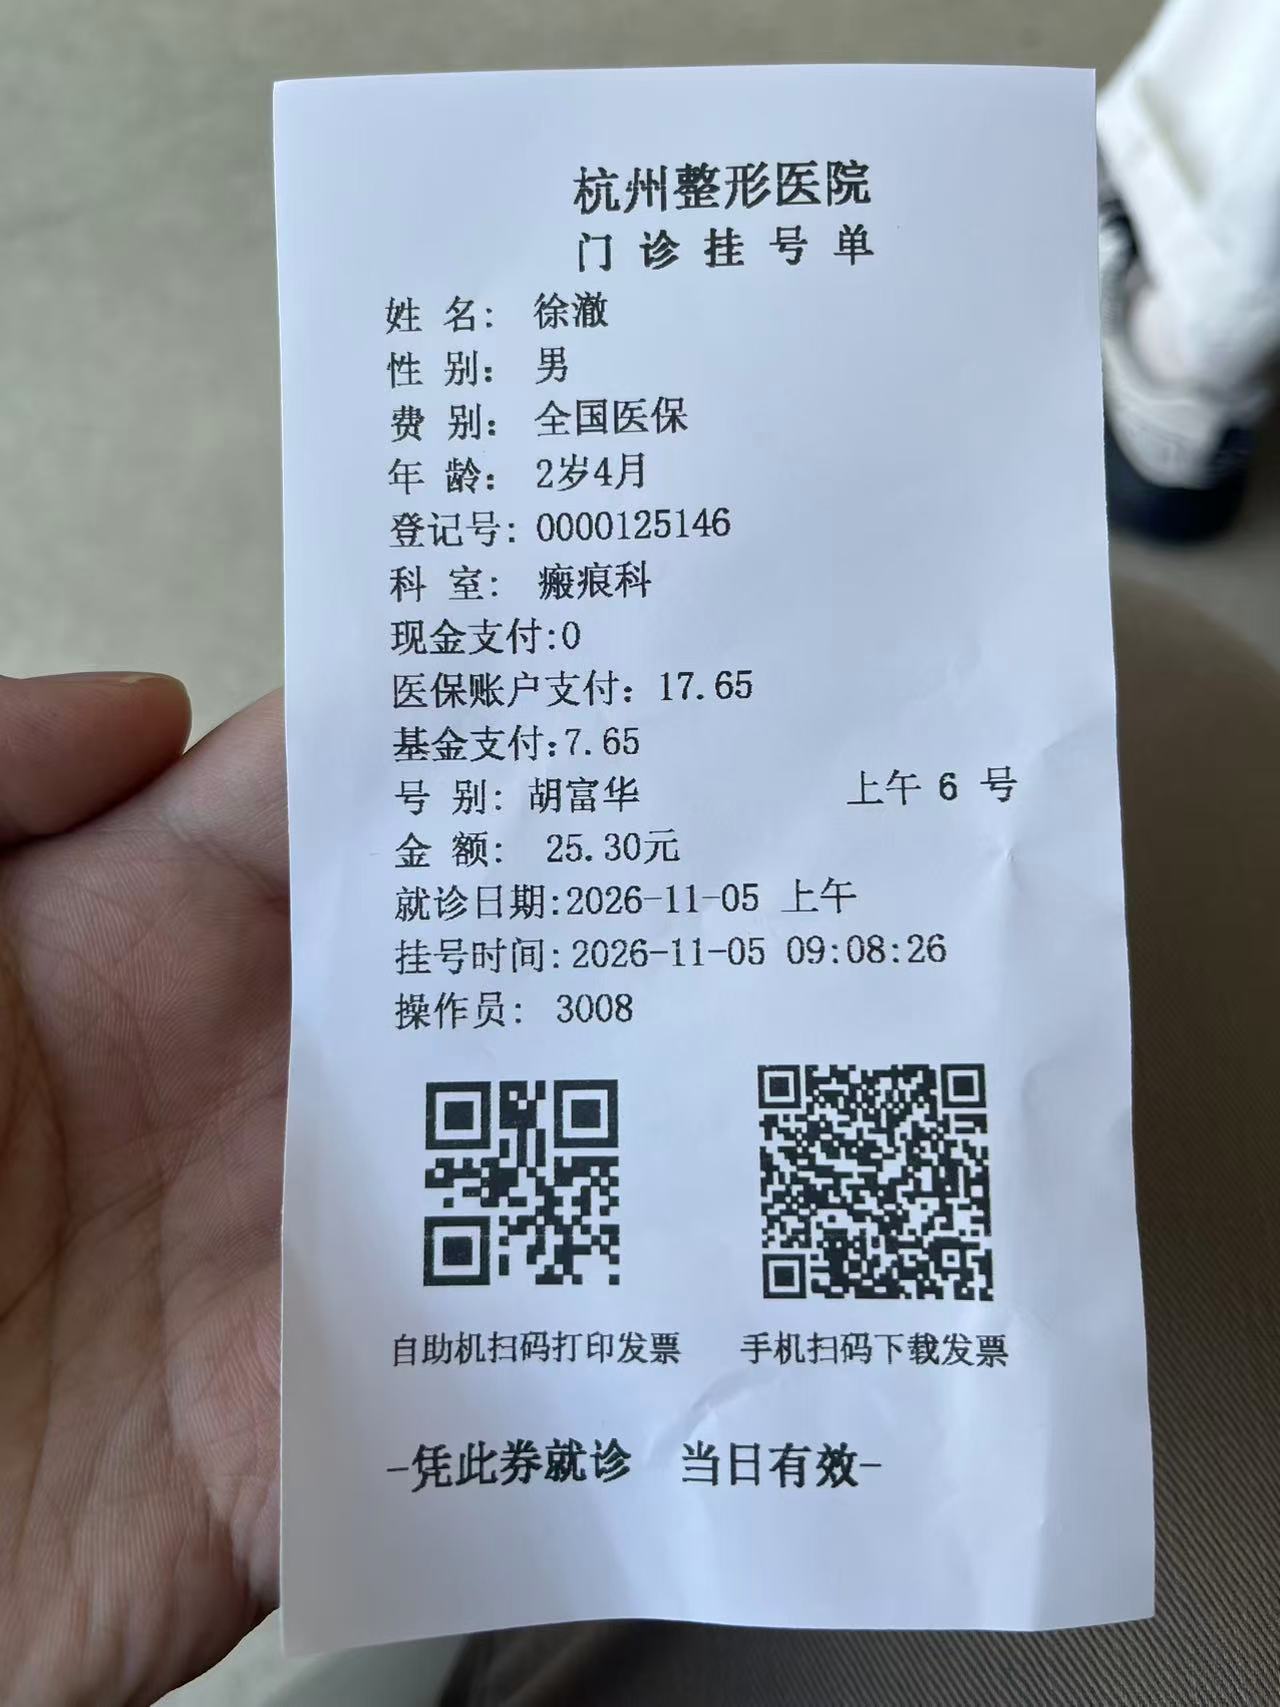 杭州整形医院
门 诊 挂 号 单
姓 名： 徐澈
性 别： 男
费 别： 全国医保
年 龄： 2岁4月
登记号: 0000125146
科 室： 瘢痕科
现金支付:0
医保账户支付：17.65
基金支付:7.65
号 别: 胡富华 上午 6 号
金 额: 25.30元
就诊日期:2026-11-05 上午
挂号时间:2026-11-05 09:08:26
操作员: 3008
自助机扫码打印发票 手机扫码下载发票
-凭此券就诊 当日有效-